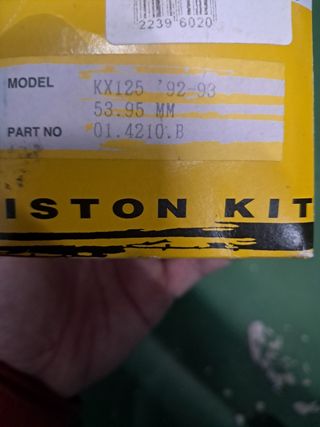 2239 6020
MODEL KX125 '92-93
53.95 MM
PART NO 01.4210.B
ISTON KIT